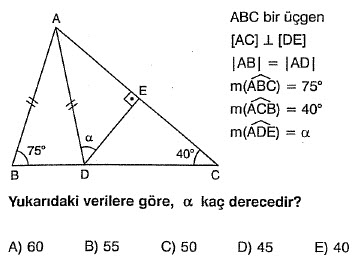 A
ABC bir üçgen
[AC] ⊥ [DE]
|AB| = |AD|
E
m(ABC) = 75°
m(ACB) = 40°
α
m(ADE) = α
75°
40°
B
D
C
Yukarıdaki verilere göre, α kaç derecedir?
A) 60 B) 55 C) 50 D) 45 E) 40